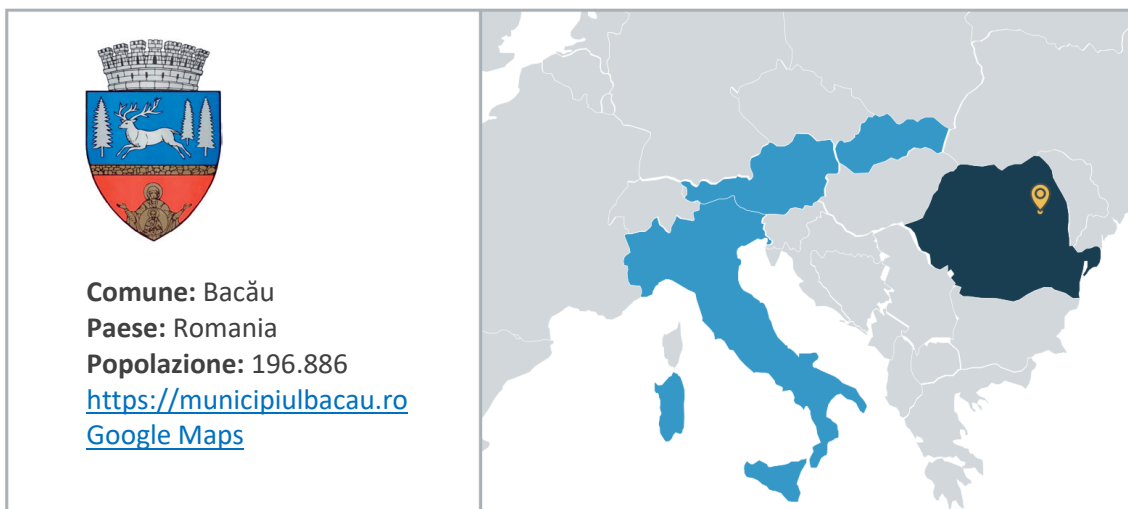 Comune: Bacău
Paese: Romania
Popolazione: 196.886
https://municipiulbacau.ro
Google Maps